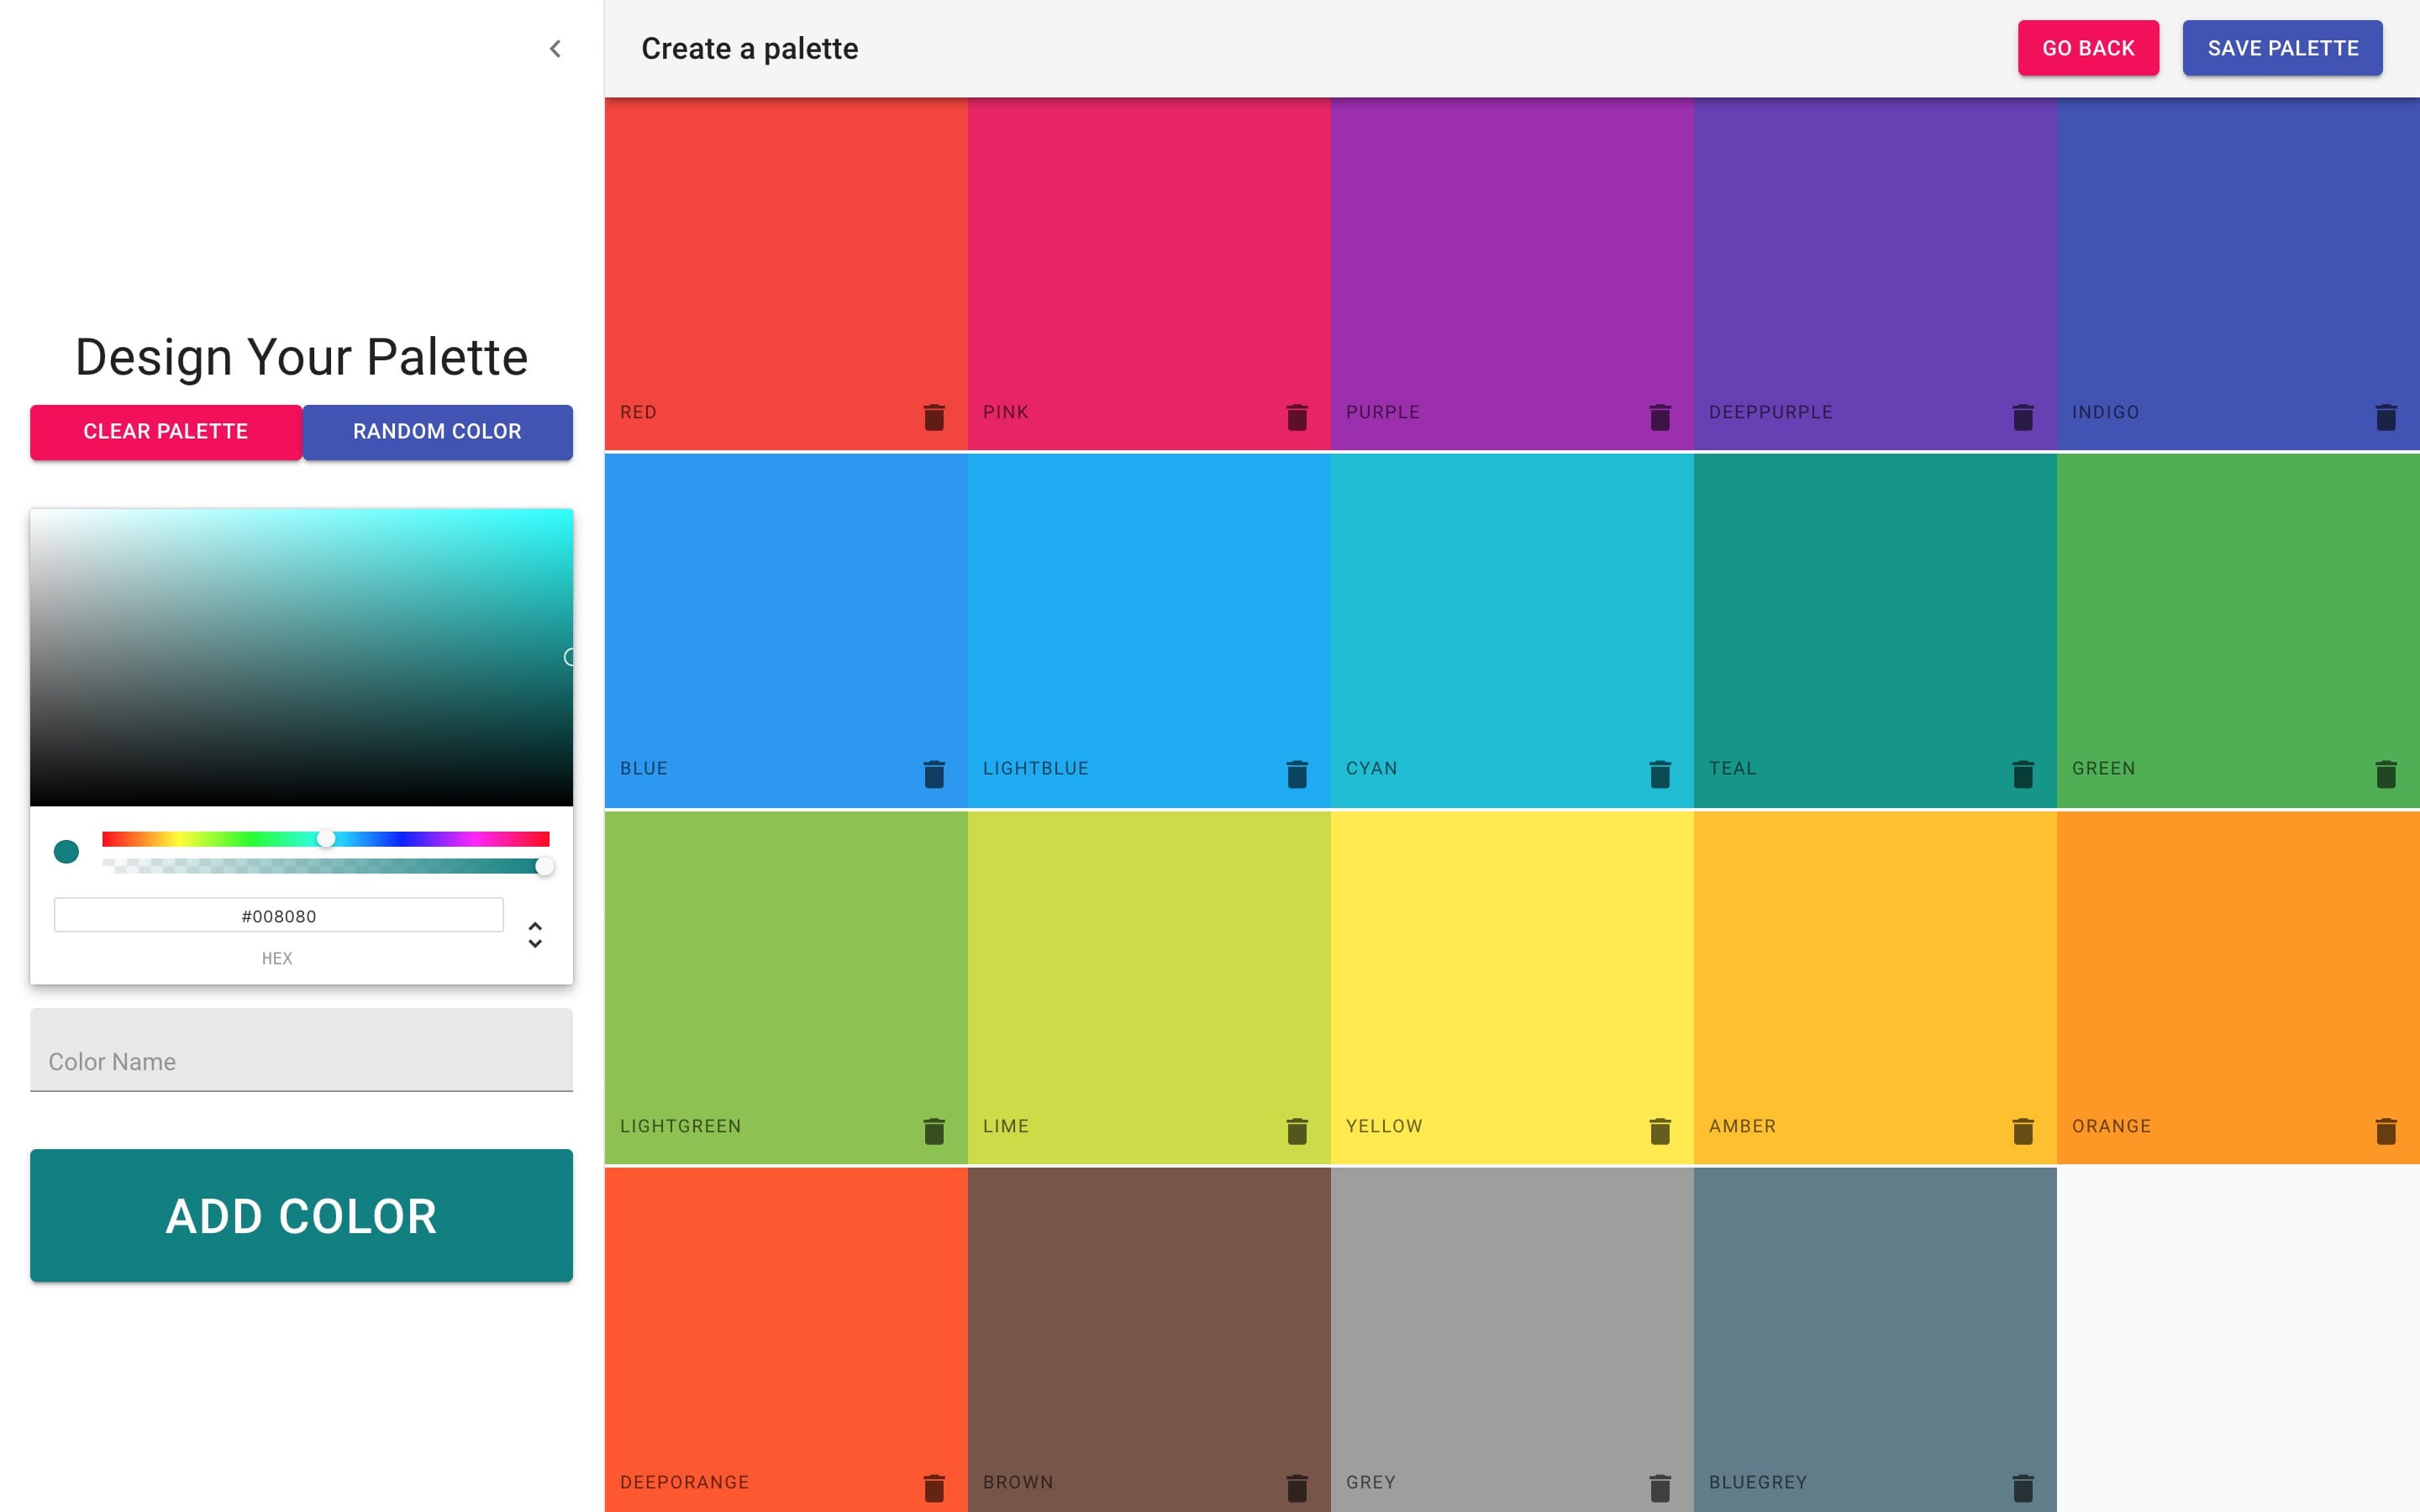 Create a palette
GO BACK
SAVE PALETTE
Design Your Palette
CLEAR PALETTE
RANDOM COLOR
#008080
HEX
Color Name
ADD COLOR
RED
PINK
PURPLE
DEEPPURPLE
INDIGO
BLUE
LIGHTBLUE
CYAN
TEAL
GREEN
LIGHTGREEN
LIME
YELLOW
AMBER
ORANGE
DEEPORANGE
BROWN
GREY
BLUEGREY